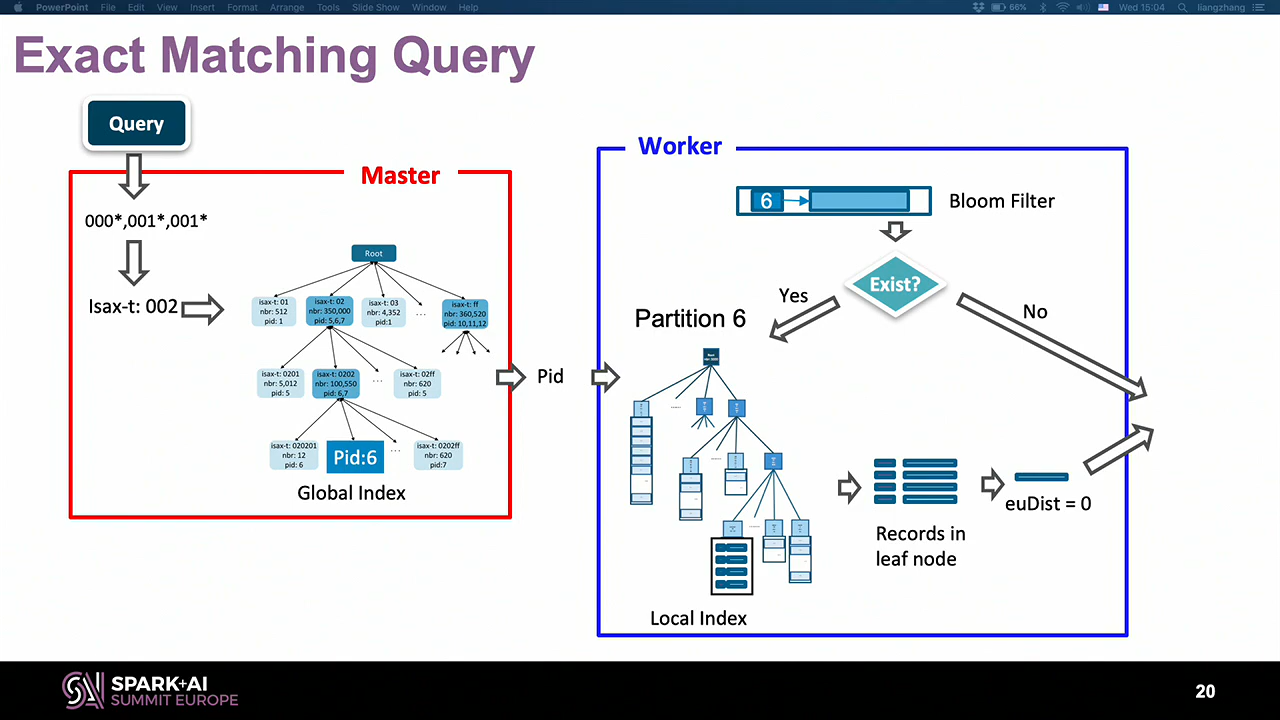 PowerPoint File Edit View Insert Format Arrange Tools Slide Show Window Help 66% Wed 15:04 liangzhang
Exact Matching Query
Query
Master
000*,001*,001*
Isax-t: 002
Root
isax-t: 01
nbr: 512
pid: 1
isax-t: 02
nbr: 350,000
pid: 5,6,7
isax-t: 03
nbr: 4,352
pid:1
...
isax-t: ff
nbr: 360,520
pid: 10,11,12
isax-t: 0201
nbr: 5,012
pid: 5
isax-t: 0202
nbr: 100,550
pid: 6,7
...
isax-t: 02ff
nbr: 620
pid: 5
isax-t: 020201
nbr: 12
pid: 6
Pid:6
...
isax-t: 0202ff
nbr: 620
pid:7
Global Index
Pid
Worker
6
Bloom Filter
Exist?
Yes
No
Partition 6
Root
Records in
leaf node
euDist = 0
Local Index
SPARK+AI
SUMMIT EUROPE
20